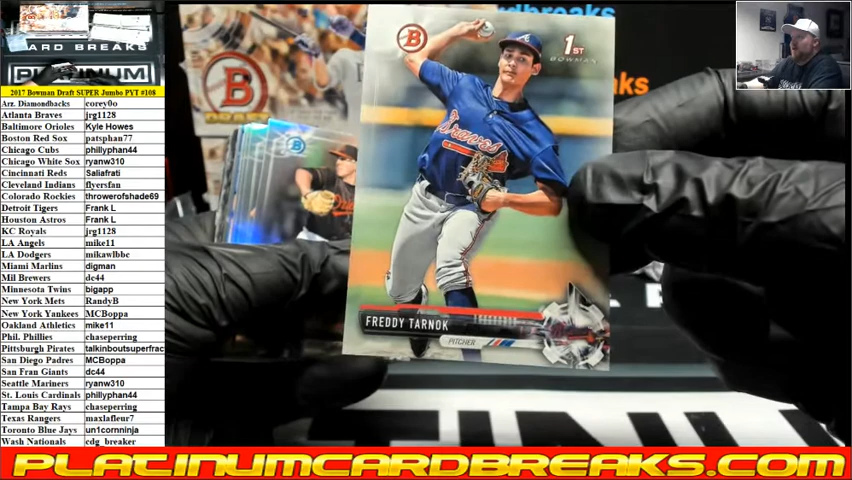 CARD BREAKS
PLATINUM
2017 Bowman Draft SUPER Jumbo PYT #108
Arz. Diamondbacks corey0o
Atlanta Braves jrg1128
Baltimore Orioles Kyle Howes
Boston Red Sox patsphan77
Chicago Cubs phillyphan44
Chicago White Sox ryanw310
Cincinnati Reds Saliafrati
Cleveland Indians flyersfan
Colorado Rockies throwerofshade69
Detroit Tigers Frank L
Houston Astros Frank L
KC Royals jrg1128
LA Angels mike11
LA Dodgers mikawlbbc
Miami Marlins digman
Mil Brewers dc44
Minnesota Twins bigapp
New York Mets RandyB
New York Yankees MCBoppa
Oakland Athletics mike11
Phil. Phillies chaseperring
Pittsburgh Pirates talkinboutsuperfrac
San Diego Padres MCBoppa
San Fran Giants dc44
Seattle Mariners ryanw310
St. Louis Cardinals phillyphan44
Tampa Bay Rays chaseperring
Texas Rangers maxlafleur7
Toronto Blue Jays un1cornninja
Wash Nationals cdg_breaker
B
DRAFT
B
1ST
BOWMAN
Braves
FREDDY TARNOK
PITCHER
cardbreaks
PLATINUMCARDBREAKS.COM